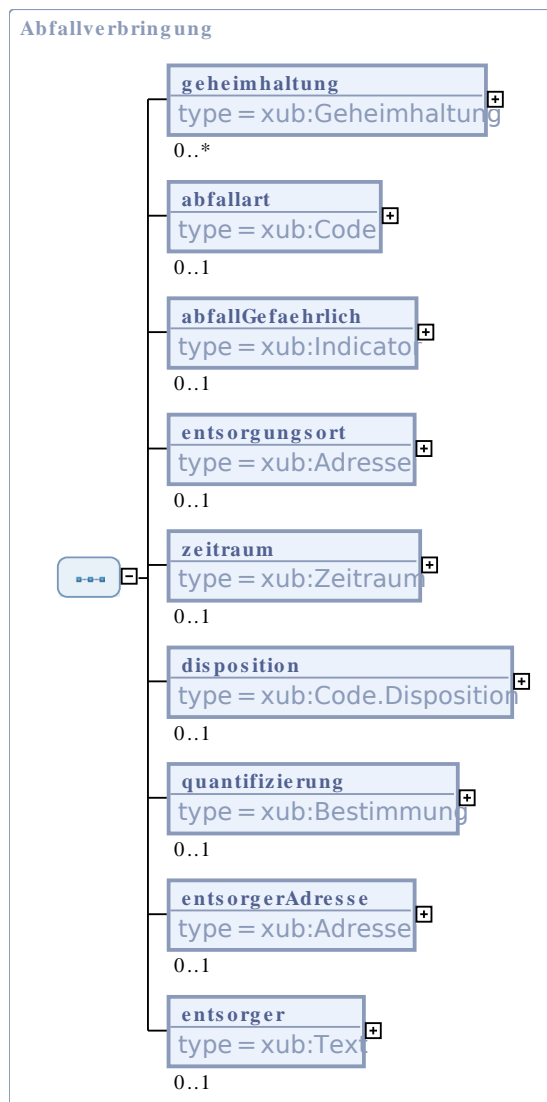 Abfallverbringung
geheimhaltung
type = xub:Geheimhaltung
0..*
abfallart
type = xub:Code
0..1
abfallGefaehrlich
type = xub:Indicator
0..1
entsorgungsort
type = xub:Adresse
0..1
zeitraum
type = xub:Zeitraum
0..1
disposition
type = xub:Code.Disposition
0..1
quantifizierung
type = xub:Bestimmung
0..1
entsorgerAdresse
type = xub:Adresse
0..1
entsorger
type = xub:Text
0..1